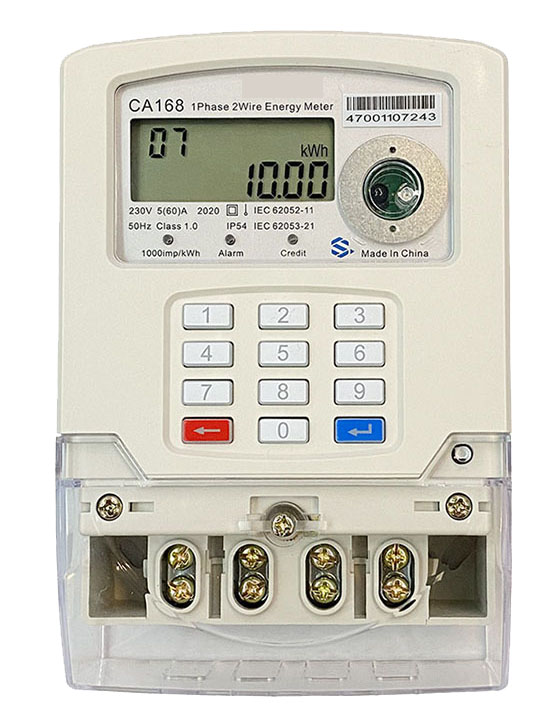 CA168 1Phase 2Wire Energy Meter
47001107243
07
kWh
10.00
230V 5(60)A 2020 IEC 62052-11
50Hz Class 1.0 IP54 IEC 62053-21
1000imp/kWh Alarm Credit
S Made In China
1 2 3
4 5 6
7 8 9
0